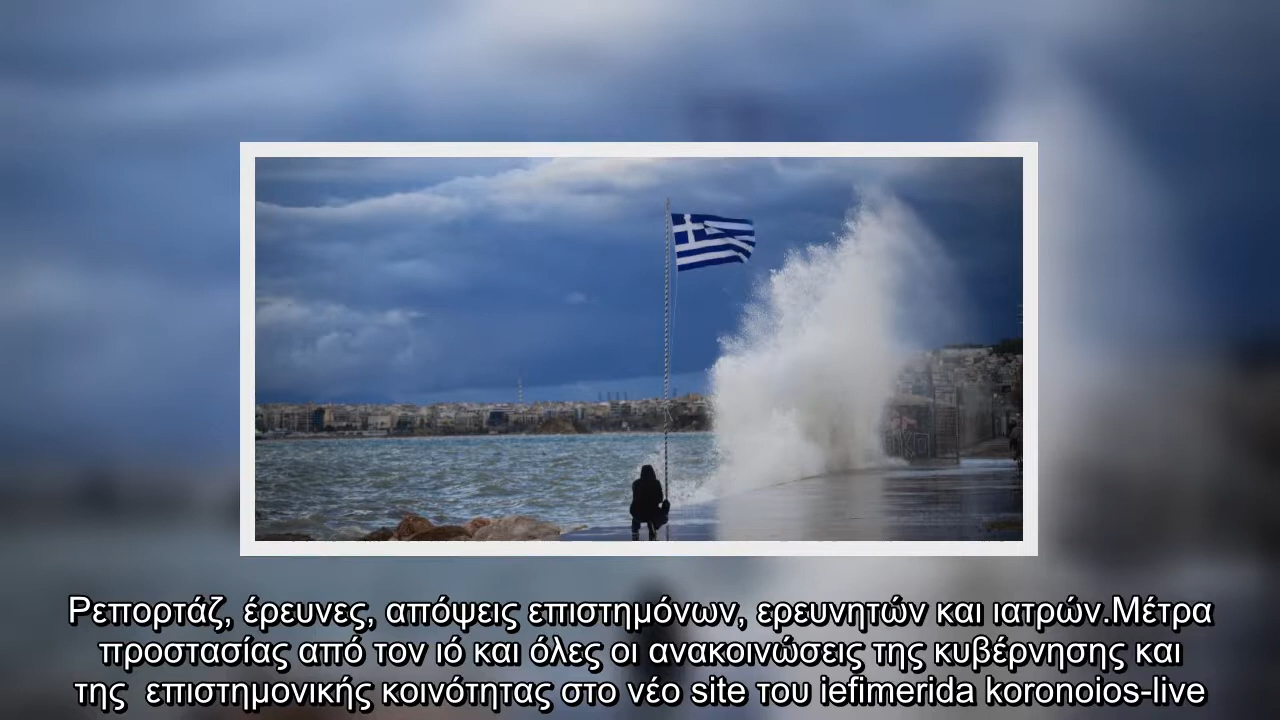 Ρεπορτάζ, έρευνες, απόψεις επιστημόνων, ερευνητών και ιατρών.Μέτρα
προστασίας από τον ιό και όλες οι ανακοινώσεις της κυβέρνησης και
της  επιστημονικής κοινότητας στο νέο site του iefimerida koronoios-live